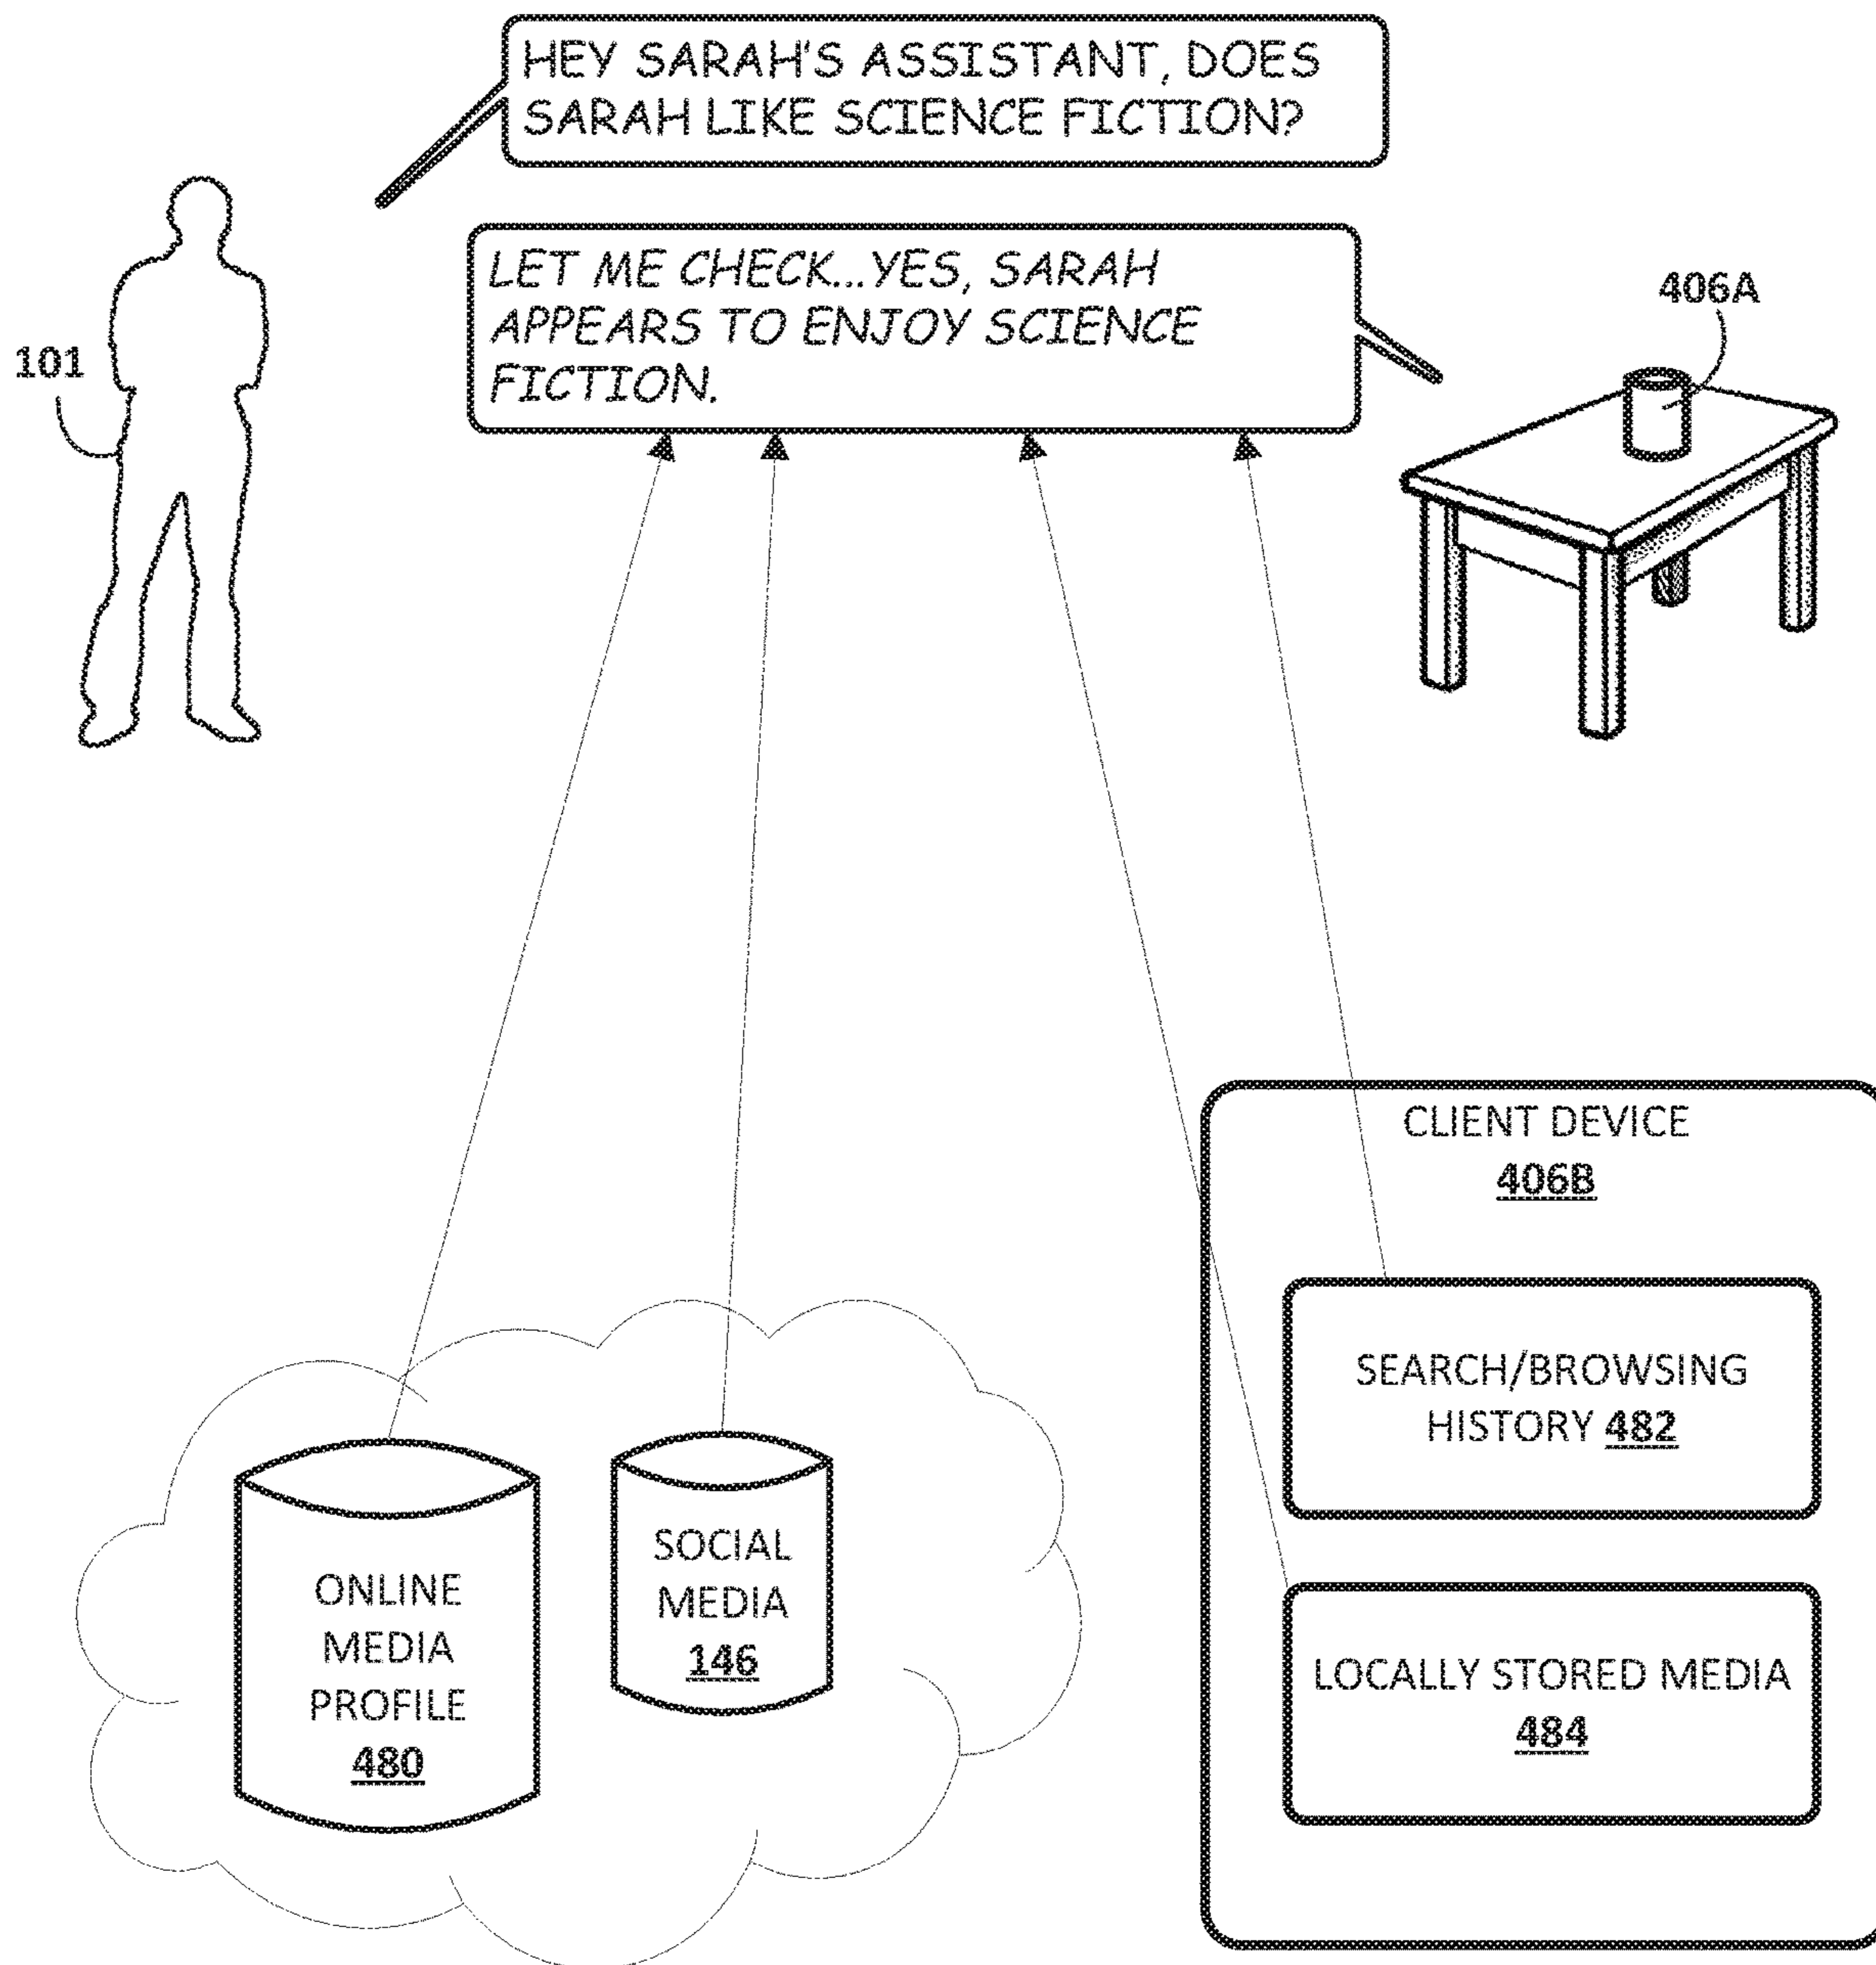 HEY SARAH'S ASSISTANT, DOES
SARAH LIKE SCIENCE FICTION?
LET ME CHECK...YES, SARAH
APPEARS TO ENJOY SCIENCE
FICTION.
406A
101
CLIENT DEVICE
406B
SEARCH/BROWSING
HISTORY 482
LOCALLY STORED MEDIA
484
ONLINE
MEDIA
PROFILE
480
SOCIAL
MEDIA
146